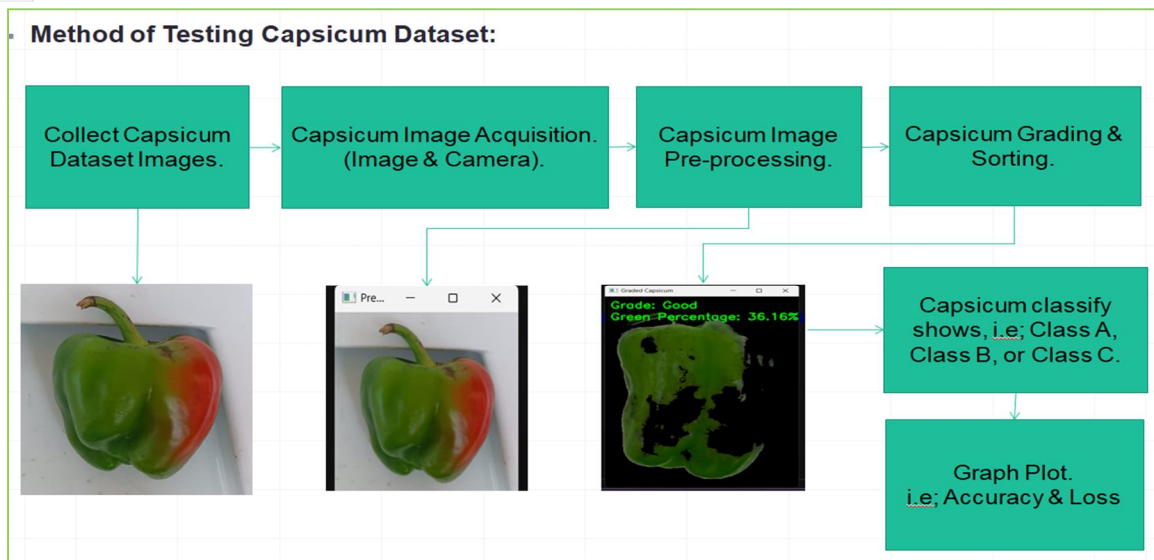 Method of Testing Capsicum Dataset:
Collect Capsicum
Dataset Images.
Capsicum Image Acquisition.
(Image & Camera).
Capsicum Image
Pre-processing.
Capsicum Grading &
Sorting.
Pre...
Graded Capsicum
Grade: Good
Green Percentage: 36.16%
Capsicum classify
shows, i.e; Class A,
Class B, or Class C.
Graph Plot.
i.e; Accuracy & Loss